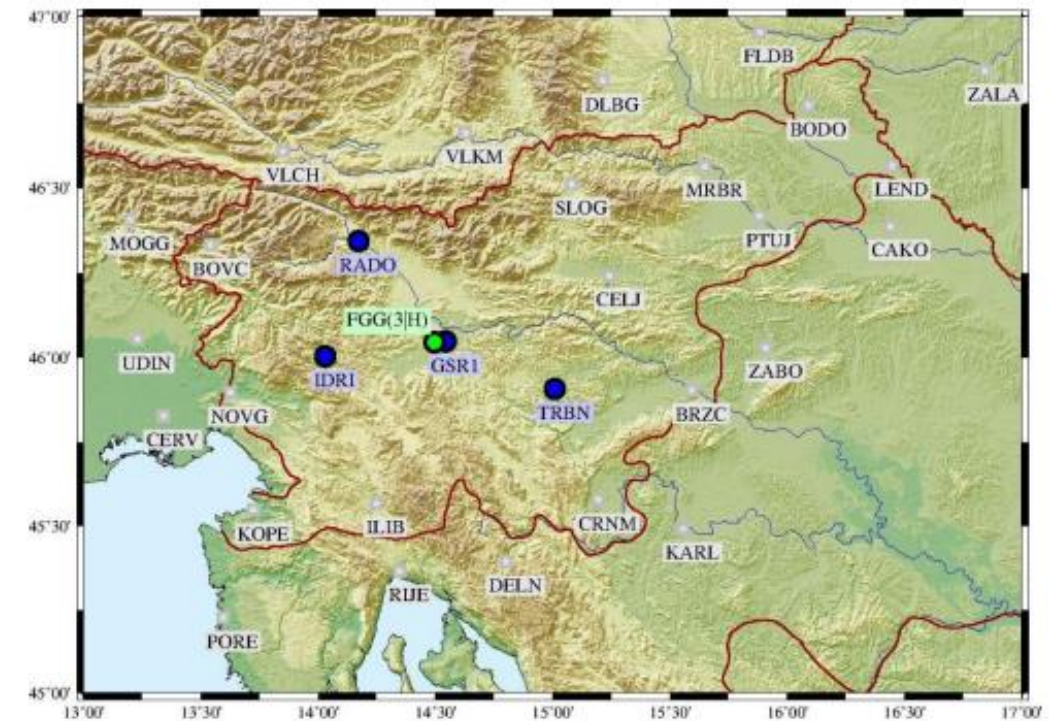 47˚00'
FLDB
ZALA
DLBG
BODO
VLKM
VLCH
MRBR
LEND
46˚30'
SLOG
MOGG
PTUJ
CAKO
BOVC
RADO
CELJ
FGG(3|H)
46˚00'
UDIN
GSR1
ZABO
IDRI
TRBN
BRZC
NOVG
CERV
45˚30'
KOPE
ILIB
CRNM
KARL
DELN
RIJE
PORE
45˚00'
13˚00' 13˚30' 14˚00' 14˚30' 15˚00' 15˚30' 16˚00' 16˚30' 17˚00'